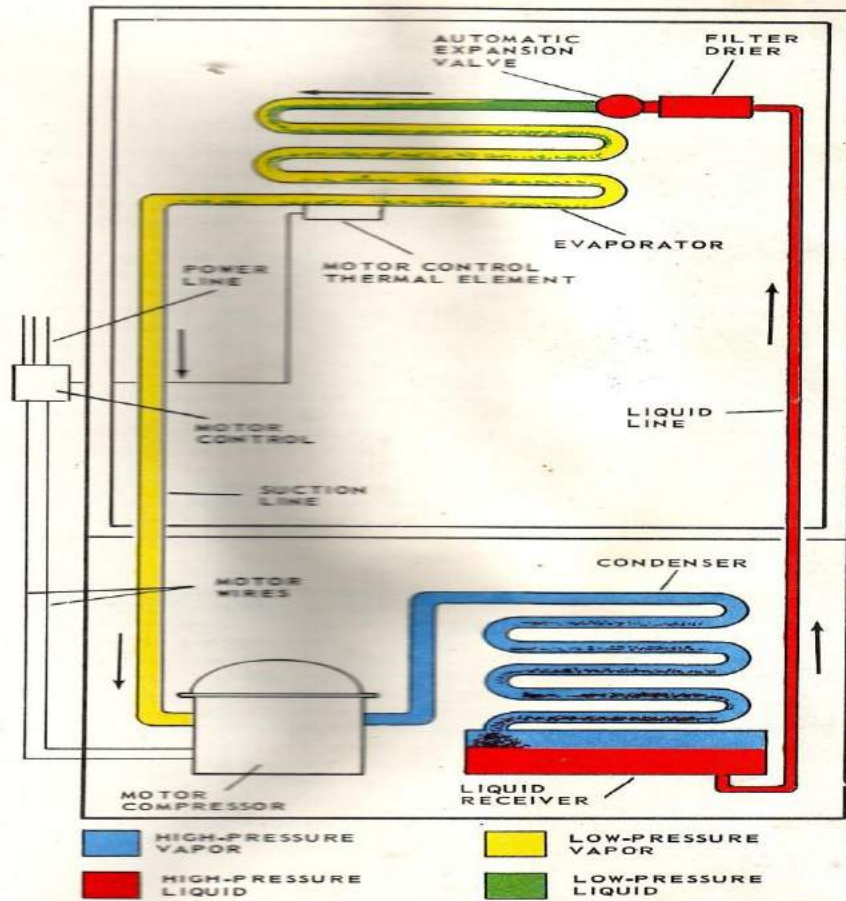 AUTOMATIC
EXPANSION
VALVE
FILTER
DRIER
EVAPORATOR
POWER
LINE
MOTOR CONTROL
THERMAL ELEMENT
MOTOR
CONTROL
LIQUID
LINE
SUCTION
LINE
CONDENSER
MOTOR
WIRES
MOTOR
COMPRESSOR
LIQUID
RECEIVER
HIGH-PRESSURE
VAPOR
LOW-PRESSURE
VAPOR
HIGH-PRESSURE
LIQUID
LOW-PRESSURE
LIQUID